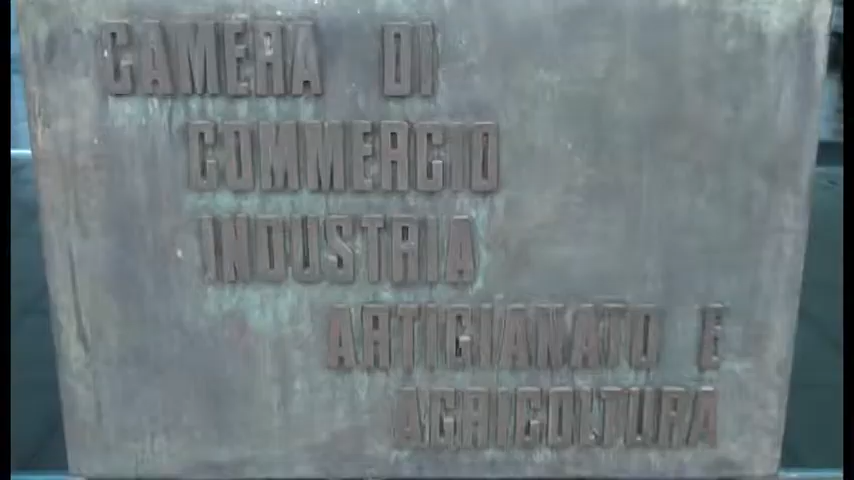 CAMERA DI
COMMERCIO
INDUSTRIA
ARTIGIANATO E
AGRICOLTURA